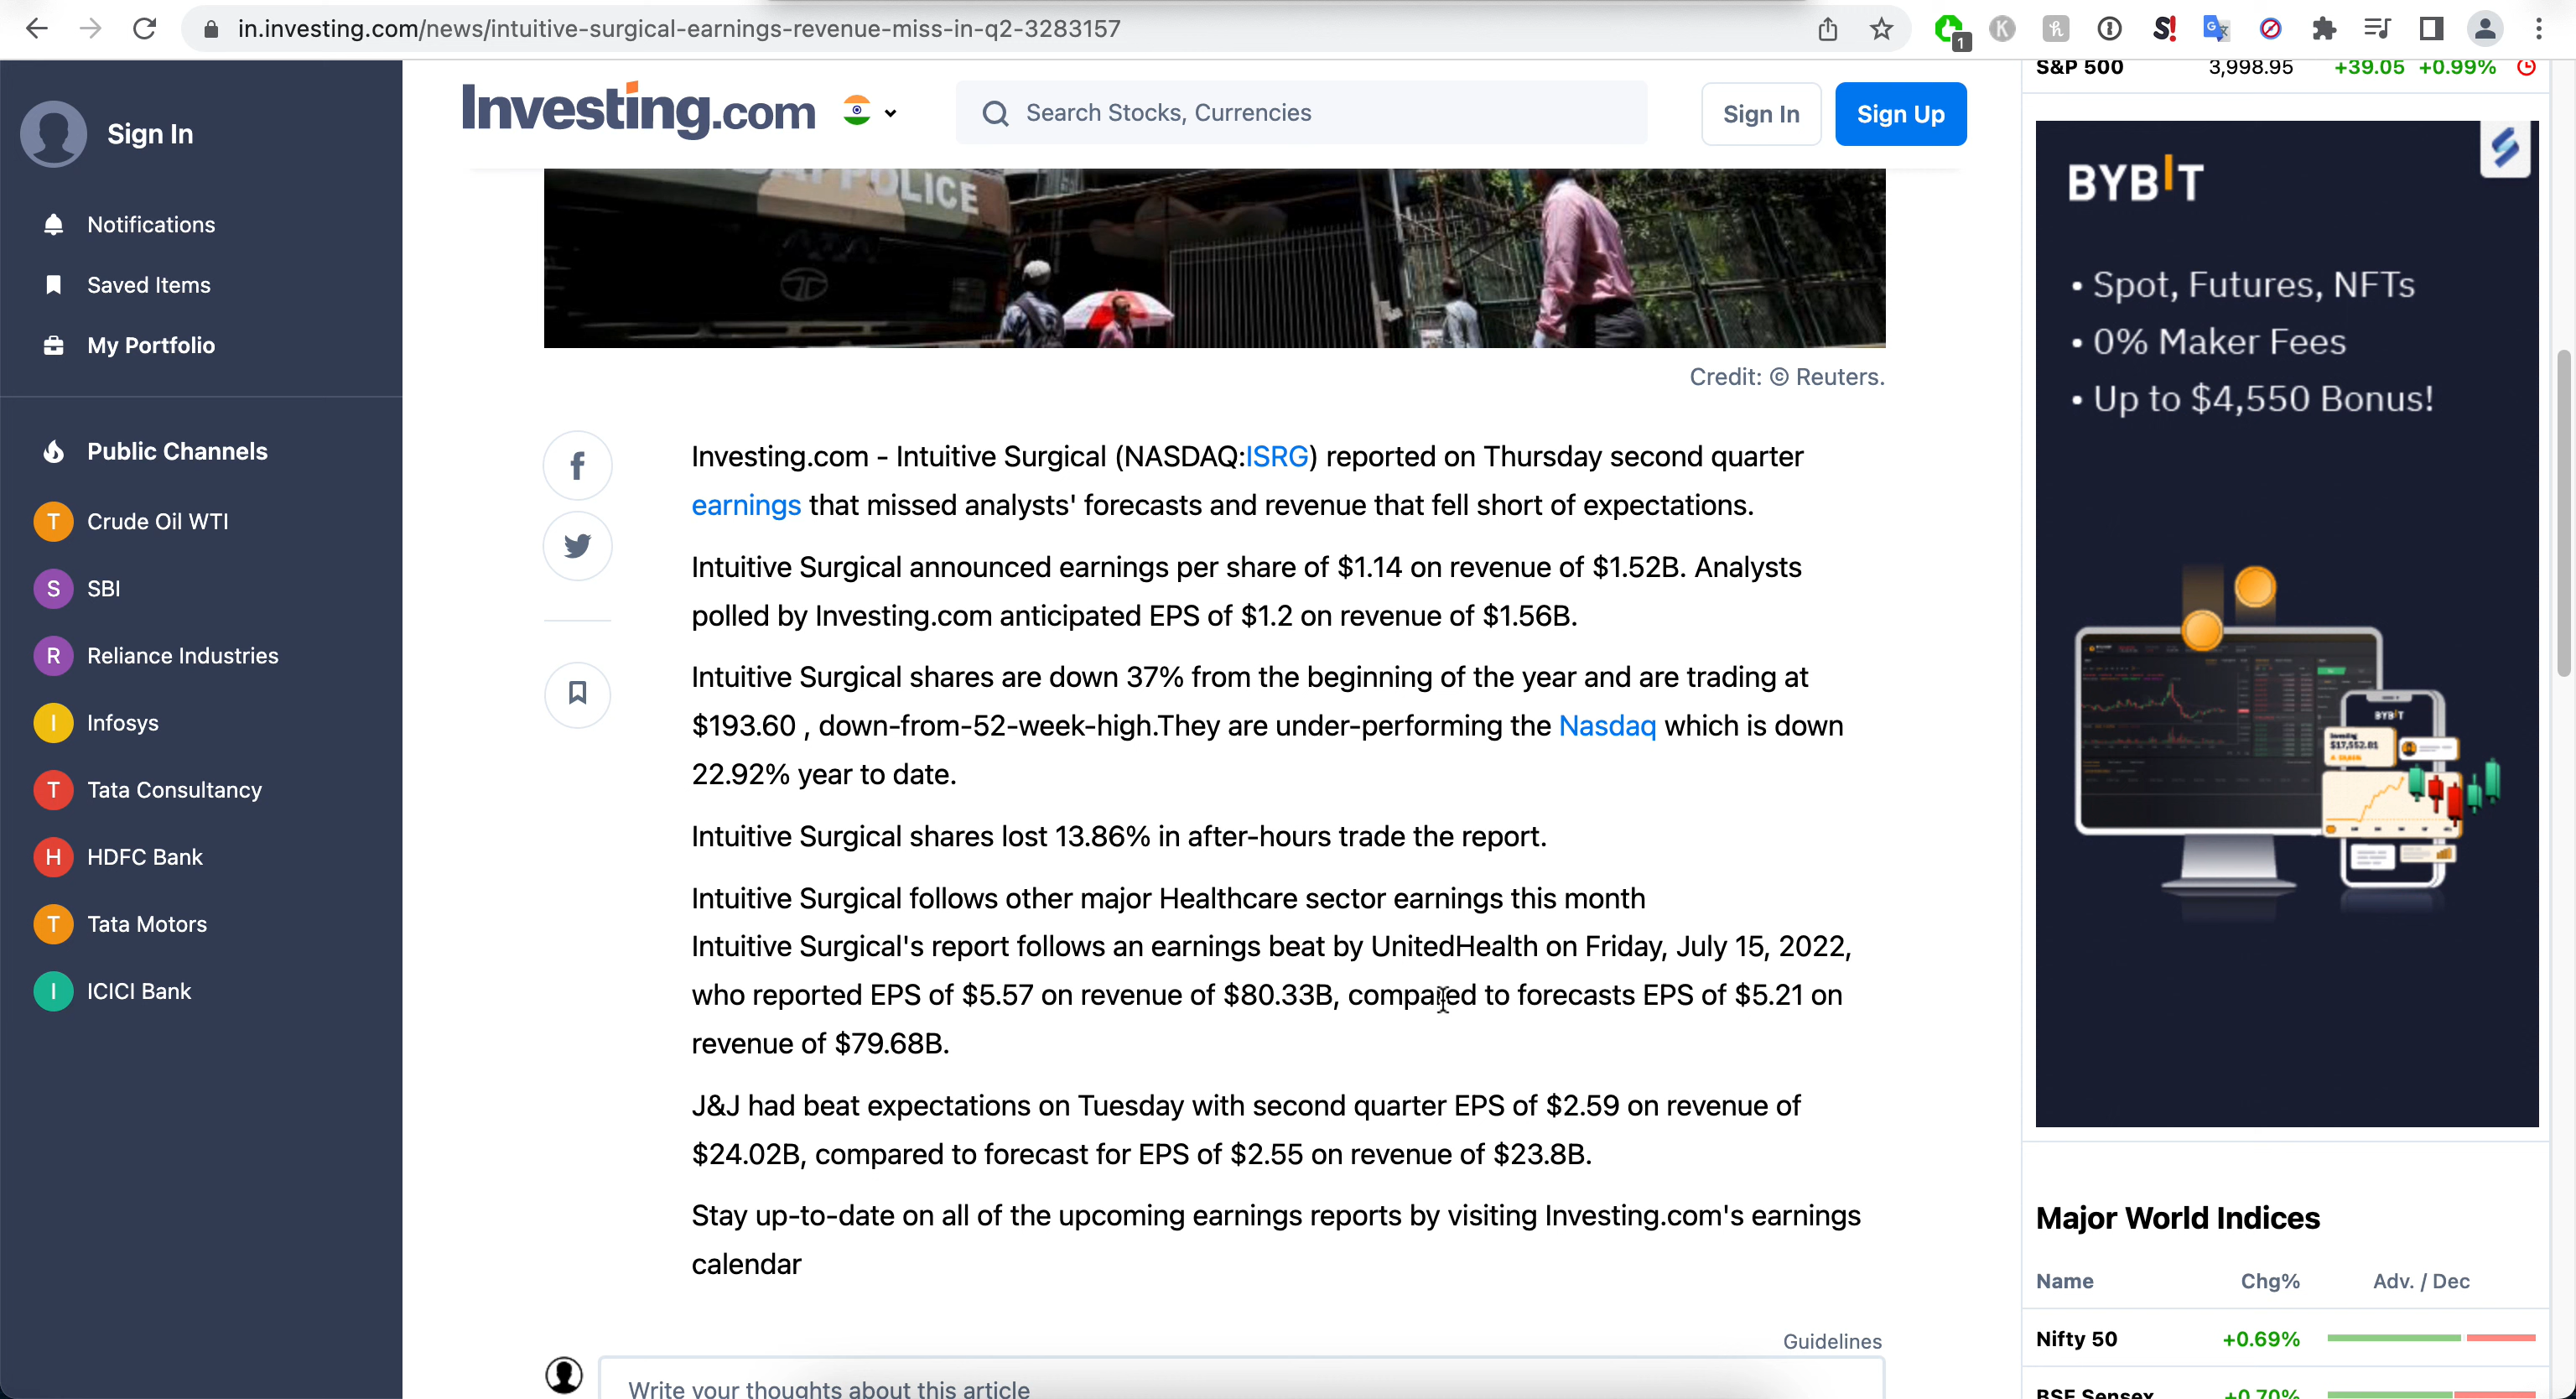 in.investing.com/news/intuitive-surgical-earnings-revenue-miss-in-q2-3283157
1
Sign In
Notifications
Saved Items
My Portfolio
Public Channels
T Crude Oil WTI
S SBI
R Reliance Industries
I Infosys
T Tata Consultancy
H HDFC Bank
T Tata Motors
I ICICI Bank
Investing.com
Search Stocks, Currencies
Sign In
Sign Up
POLICE
Credit: © Reuters.
Investing.com - Intuitive Surgical (NASDAQ:ISRG) reported on Thursday second quarter
earnings that missed analysts' forecasts and revenue that fell short of expectations.
Intuitive Surgical announced earnings per share of $1.14 on revenue of $1.52B. Analysts
polled by Investing.com anticipated EPS of $1.2 on revenue of $1.56B.
Intuitive Surgical shares are down 37% from the beginning of the year and are trading at
$193.60 , down-from-52-week-high.They are under-performing the Nasdaq which is down
22.92% year to date.
Intuitive Surgical shares lost 13.86% in after-hours trade the report.
Intuitive Surgical follows other major Healthcare sector earnings this month
Intuitive Surgical's report follows an earnings beat by UnitedHealth on Friday, July 15, 2022,
who reported EPS of $5.57 on revenue of $80.33B, compared to forecasts EPS of $5.21 on
revenue of $79.68B.
J&J had beat expectations on Tuesday with second quarter EPS of $2.59 on revenue of
$24.02B, compared to forecast for EPS of $2.55 on revenue of $23.8B.
Stay up-to-date on all of the upcoming earnings reports by visiting Investing.com's earnings
calendar
Guidelines
Write your thoughts about this article
S&P 500 3,998.95 +39.05 +0.99%
BYBIT
• Spot, Futures, NFTs
• 0% Maker Fees
• Up to $4,550 Bonus!
BYBIT
$17,552.81
Major World Indices
Name Chg% Adv. / Dec
Nifty 50 +0.69%
BSE Sensex +0.70%